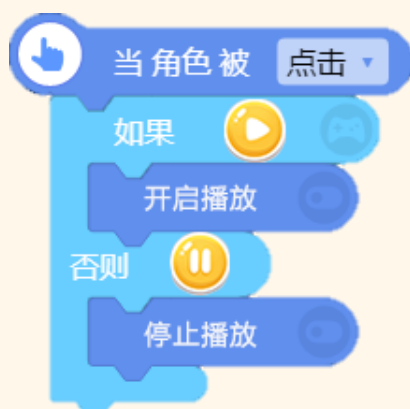 当角色被 点击
如果
开启播放
否则
停止播放